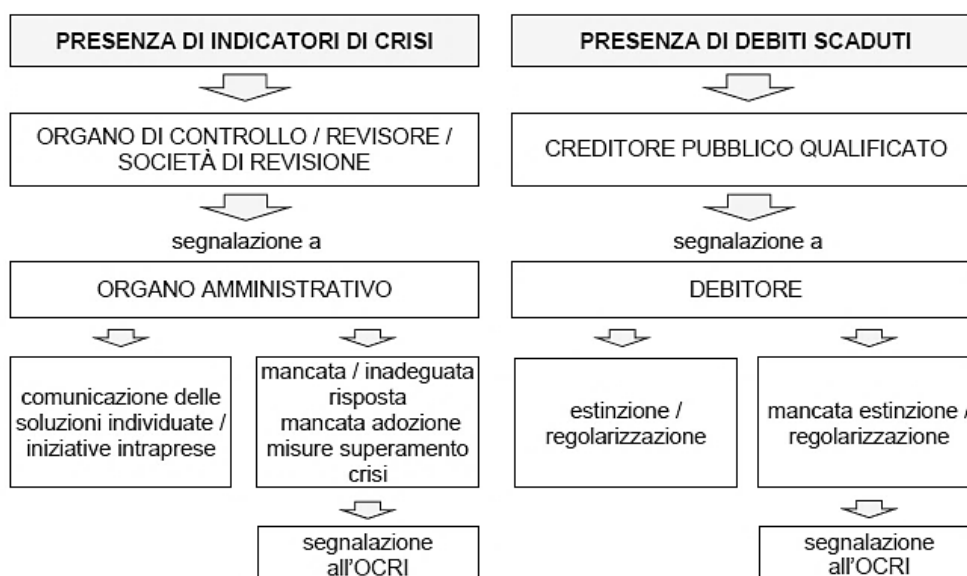 PRESENZA DI INDICATORI DI CRISI
ORGANO DI CONTROLLO / REVISORE /
SOCIETÀ DI REVISIONE
segnalazione a
ORGANO AMMINISTRATIVO
comunicazione delle
soluzioni individuate /
iniziative intraprese
mancata / inadeguata
risposta
mancata adozione
misure superamento
crisi
segnalazione
all'OCRI
PRESENZA DI DEBITI SCADUTI
CREDITORE PUBBLICO QUALIFICATO
segnalazione a
DEBITORE
estinzione /
regolarizzazione
mancata estinzione /
regolarizzazione
segnalazione
all'OCRI